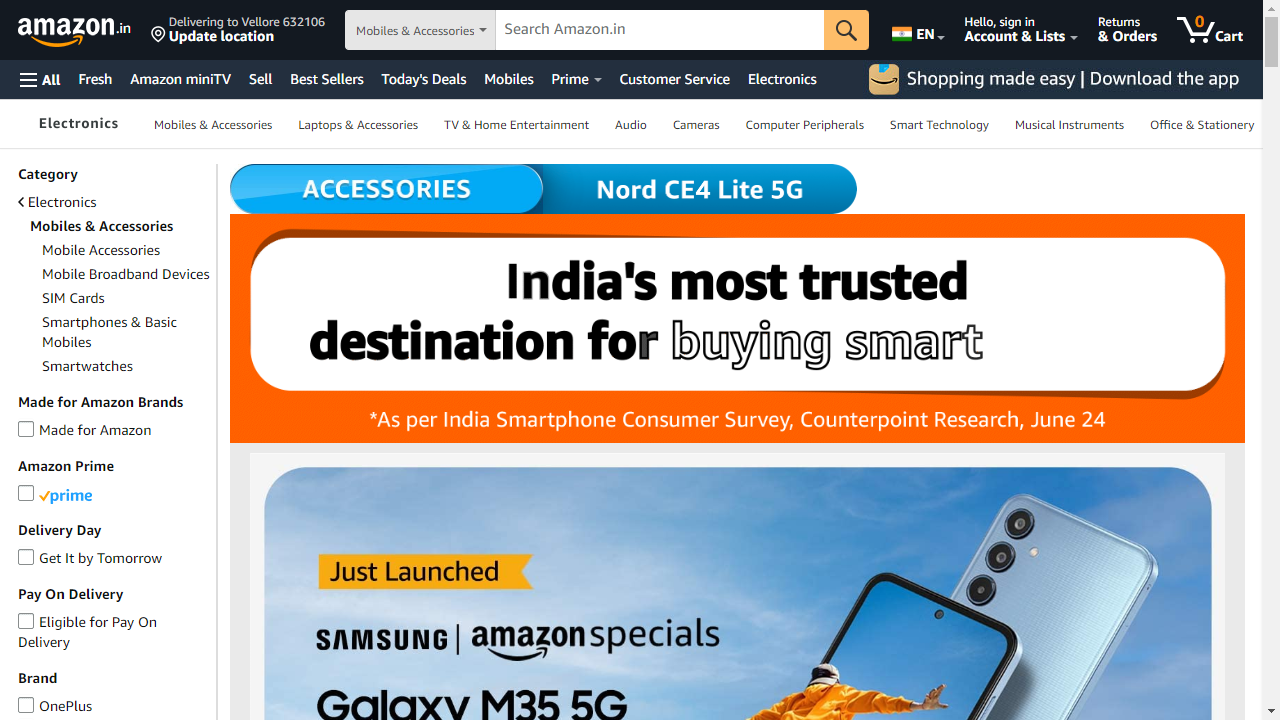 amazon.in
Delivering to Vellore 632106
Update location
Mobiles & Accessories
Search Amazon.in
EN
Hello, sign in
Account & Lists
Returns
& Orders
0
Cart
All
Fresh
Amazon miniTV
Sell
Best Sellers
Today's Deals
Mobiles
Prime
Customer Service
Electronics
Shopping made easy | Download the app
Electronics
Mobiles & Accessories
Laptops & Accessories
TV & Home Entertainment
Audio
Cameras
Computer Peripherals
Smart Technology
Musical Instruments
Office & Stationery
Category
Electronics
Mobiles & Accessories
Mobile Accessories
Mobile Broadband Devices
SIM Cards
Smartphones & Basic
Mobiles
Smartwatches
Made for Amazon Brands
Made for Amazon
Amazon Prime
prime
Delivery Day
Get It by Tomorrow
Pay On Delivery
Eligible for Pay On
Delivery
Brand
OnePlus
ACCESSORIES
Nord CE4 Lite 5G
India's most trusted
destination for buying smart
*As per India Smartphone Consumer Survey, Counterpoint Research, June 24
Just Launched
SAMSUNG | amazon specials
Galaxy M35 5G